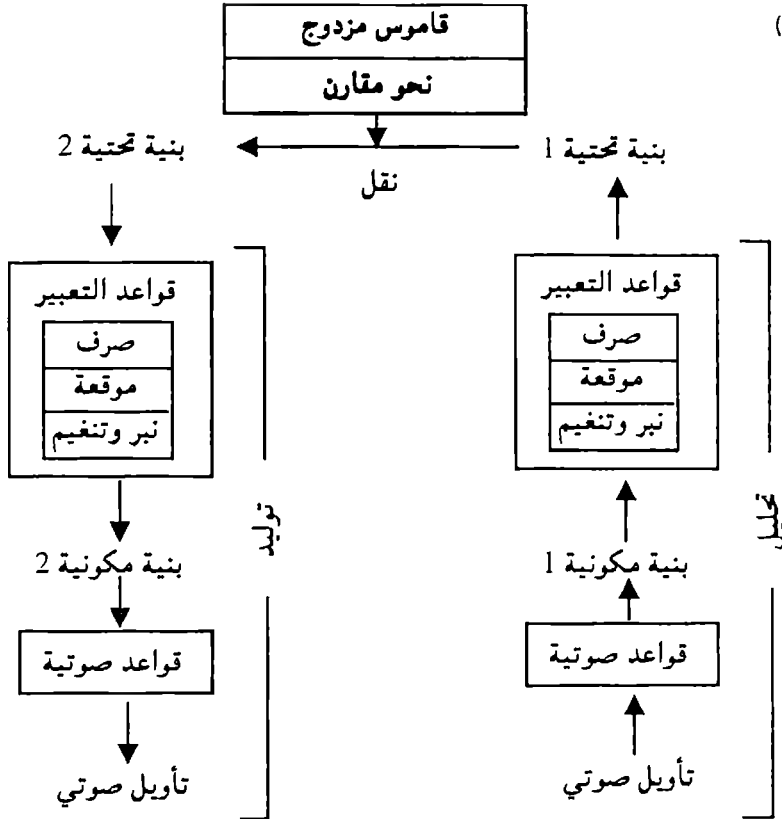 (
قاموس مزدوج
نحو مقارن
بنية تحتية 1
نقل
بنية تحتية 2
قواعد التعبير
صرف
موقعة
نبر وتنغيم
بنية مكونية 1
قواعد صوتية
تأويل صوتي
تحليل
قواعد التعبير
صرف
موقعة
نبر وتنغيم
بنية مكونية 2
قواعد صوتية
تأويل صوتي
توليد